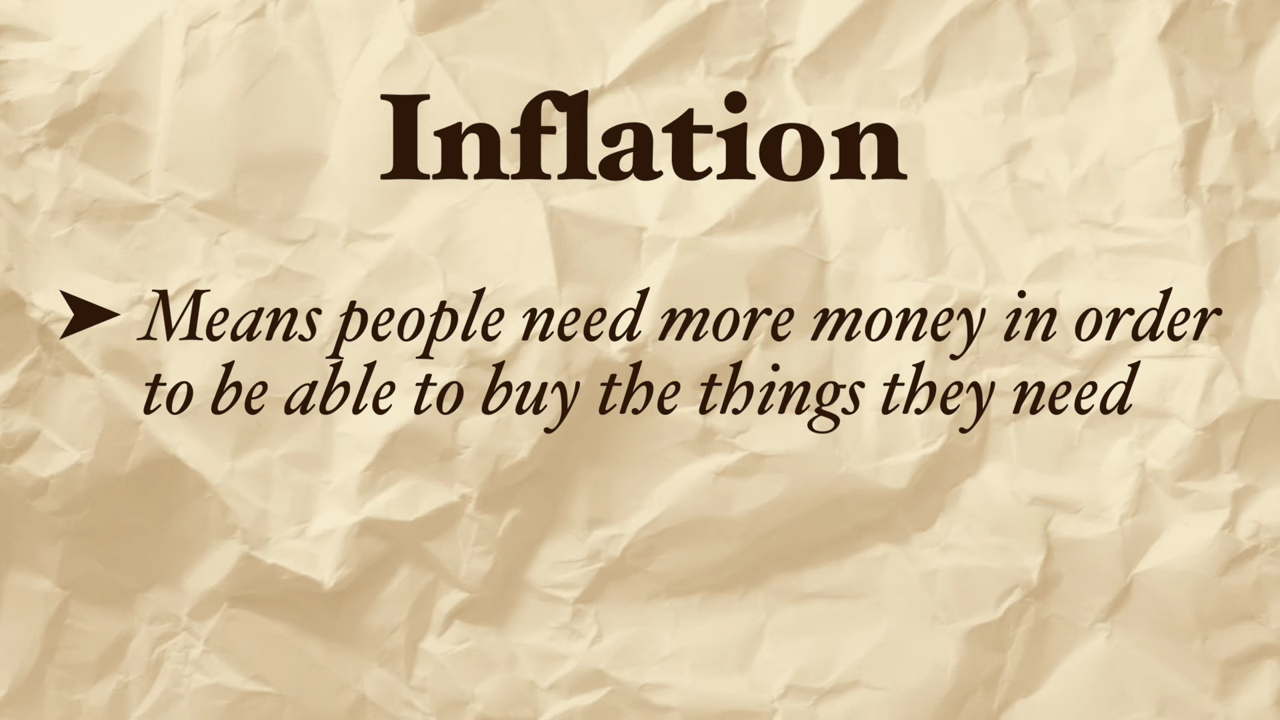 Inflation
➤ Means people need more money in order
to be able to buy the things they need